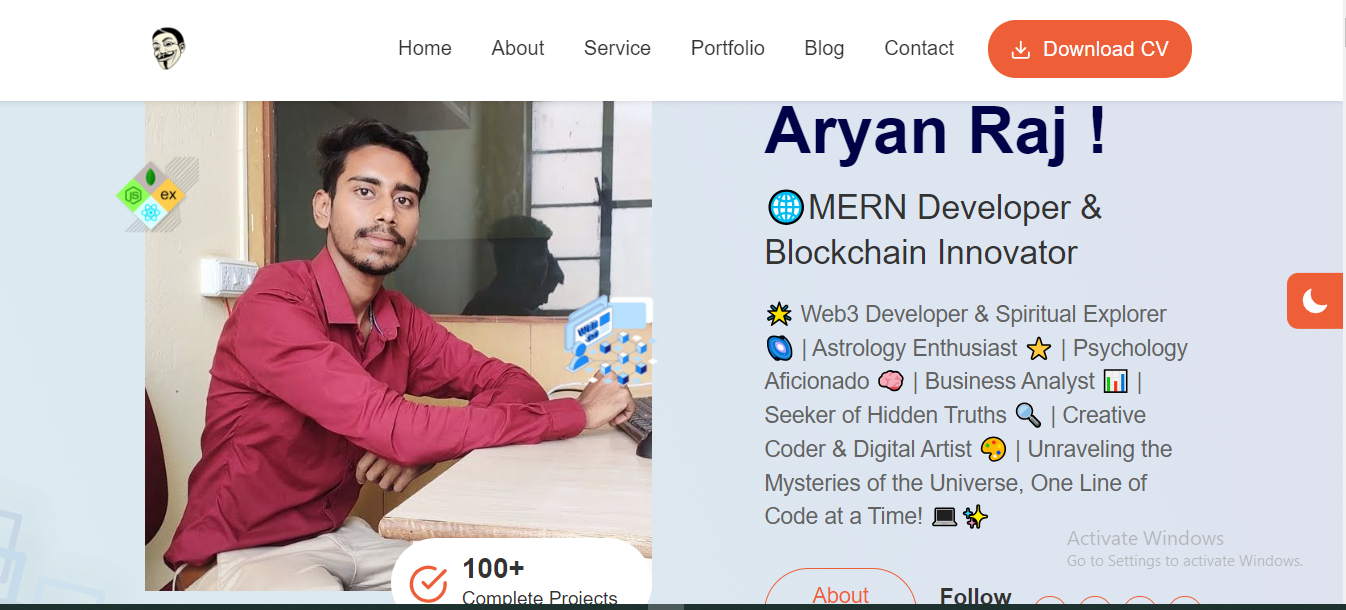 Home About Service Portfolio Blog Contact Download CV
Aryan Raj !
🌐MERN Developer &
Blockchain Innovator
🌟 Web3 Developer & Spiritual Explorer
🌌 | Astrology Enthusiast ⭐ | Psychology
Aficionado 🧠 | Business Analyst 📊 |
Seeker of Hidden Truths 🔍 | Creative
Coder & Digital Artist 🎨 | Unraveling the
Mysteries of the Universe, One Line of
Code at a Time! 💻✨
JS ex
WEB
100+
Complete Projects
About
Follow
Activate Windows
Go to Settings to activate Windows.